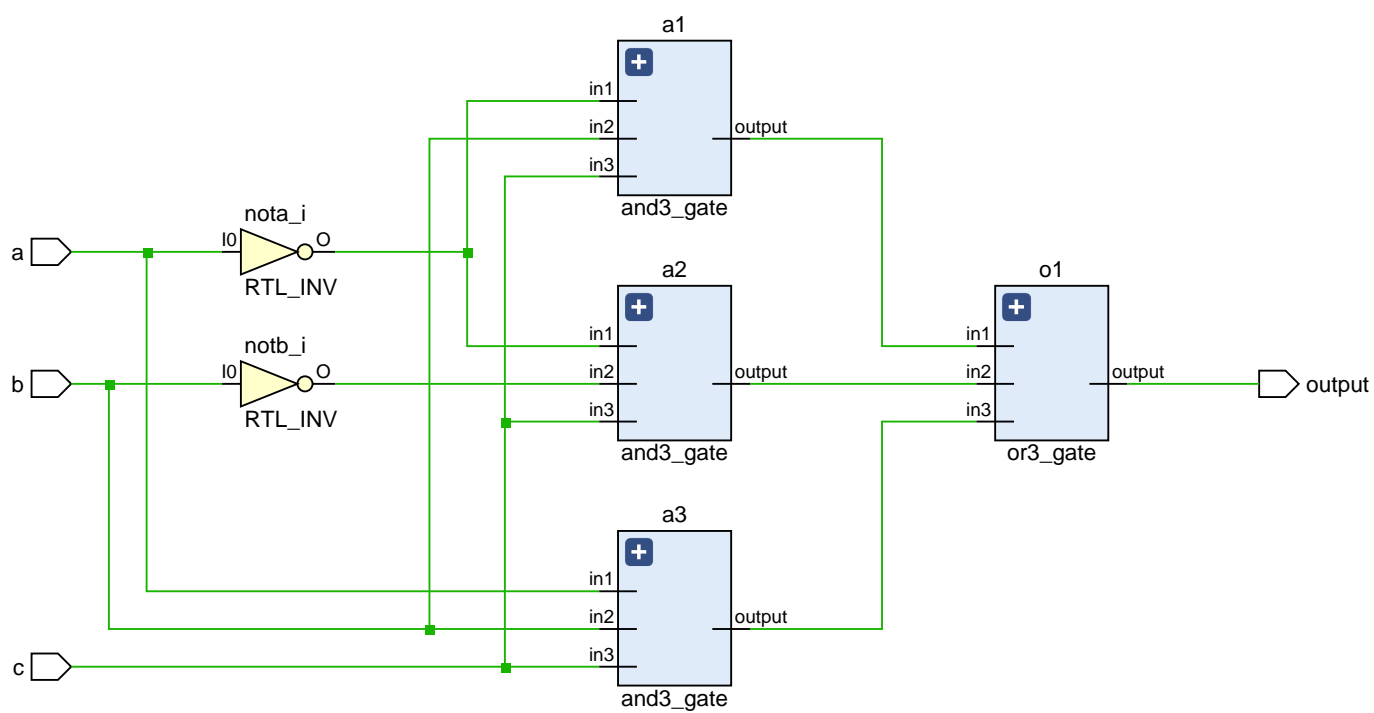 a1
in1
in2
in3
output
and3_gate
nota_i
a
I0
O
RTL_INV
a2
in1
in2
in3
output
and3_gate
notb_i
b
I0
O
RTL_INV
o1
in1
in2
in3
output
or3_gate
output
a3
in1
in2
in3
output
and3_gate
c